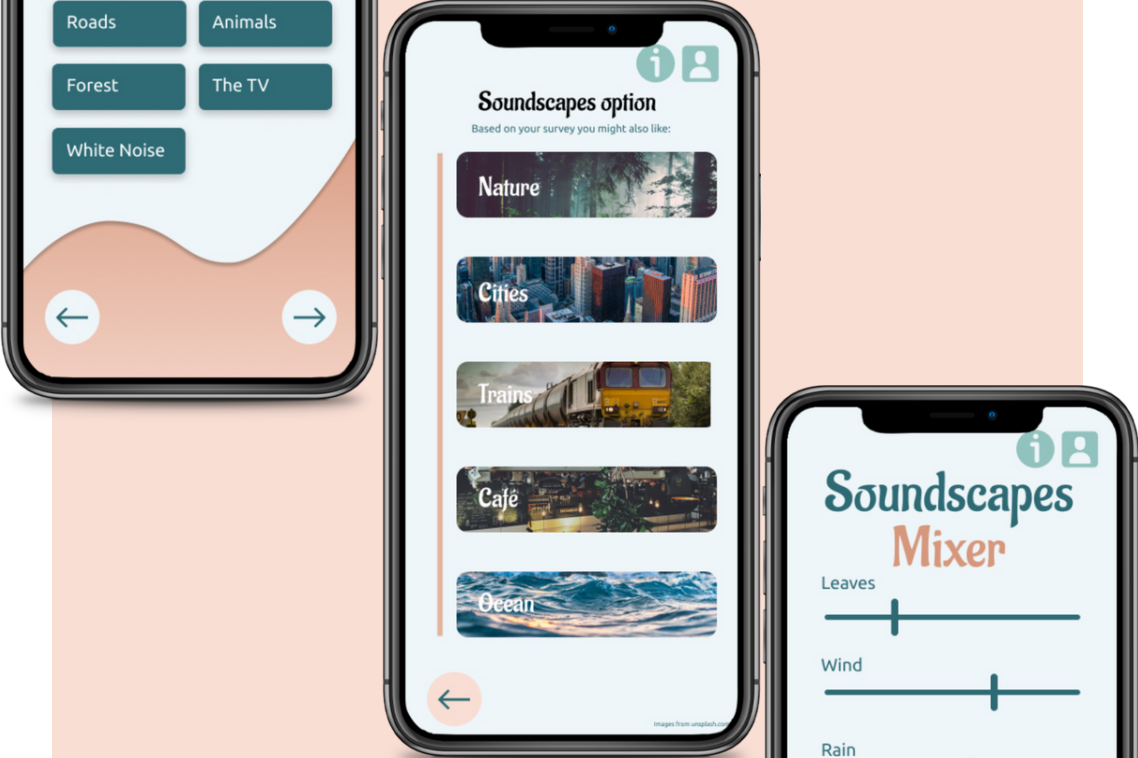 Roads
Animals
Forest
The TV
White Noise
Soundscapes option
Based on your survey you might also like:
Nature
Cities
Trains
Café
Ocean
Images from unsplash.com
Soundscapes
Mixer
Leaves
Wind
Rain